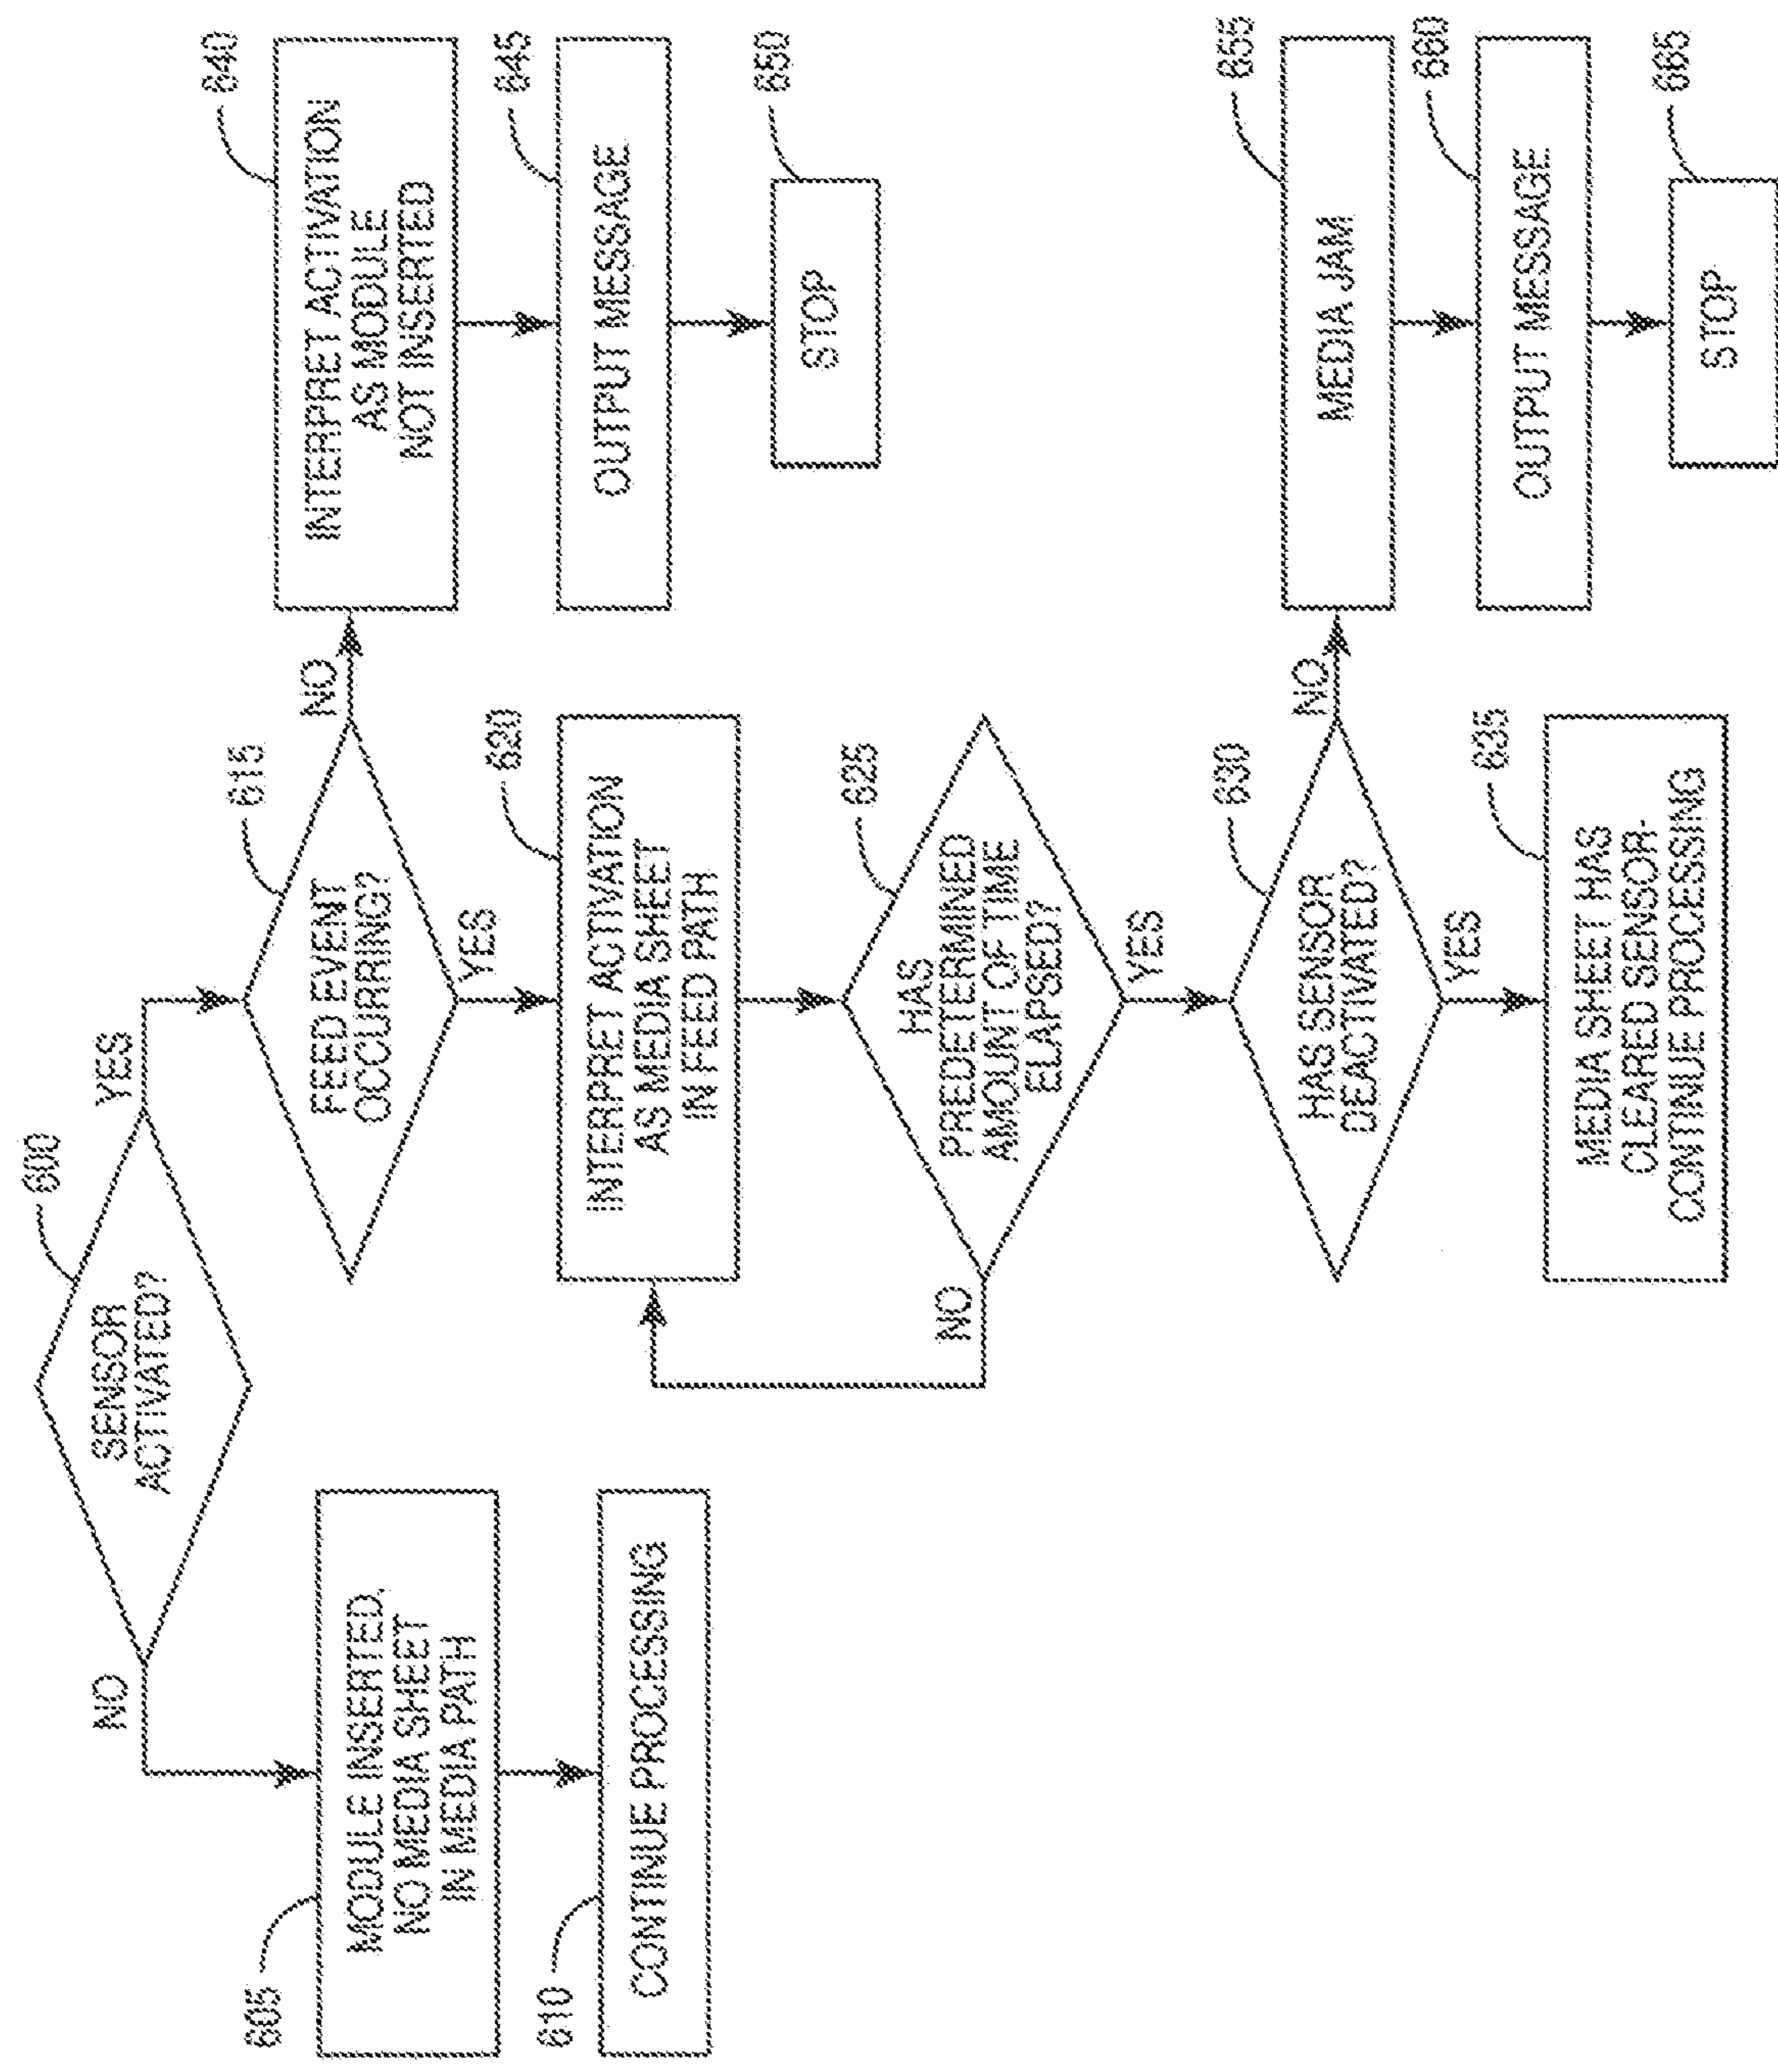 600
SENSOR
ACTIVATED?
NO
YES
605
MODULE INSERTED,
NO MEDIA SHEET
IN MEDIA PATH
610
CONTINUE PROCESSING
615
FEED EVENT
OCCURRING?
NO
YES
620
INTERPRET ACTIVATION
AS MEDIA SHEET
IN FEED PATH
625
HAS
PREDETERMINED
AMOUNT OF TIME
ELAPSED?
NO
YES
630
HAS SENSOR
DEACTIVATED?
NO
YES
635
MEDIA SHEET HAS
CLEARED SENSOR-
CONTINUE PROCESSING
640
INTERPRET ACTIVATION
AS MODULE
NOT INSERTED
645
OUTPUT MESSAGE
650
STOP
655
MEDIA JAM
660
OUTPUT MESSAGE
665
STOP